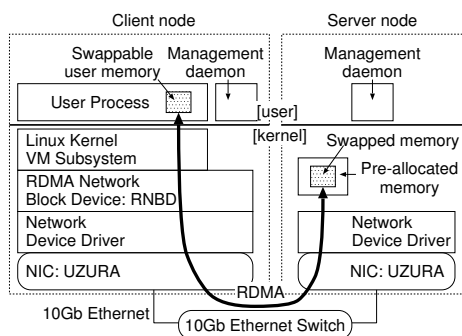 Client node
Server node
Swappable
user memory
Management
daemon
Management
daemon
User Process
[user]
[kernel]
Linux Kernel
VM Subsystem
Swapped memory
Pre-allocated
memory
RDMA Network
Block Device: RNBD
Network
Device Driver
Network
Device Driver
NIC: UZURA
NIC: UZURA
RDMA
10Gb Ethernet
10Gb Ethernet Switch